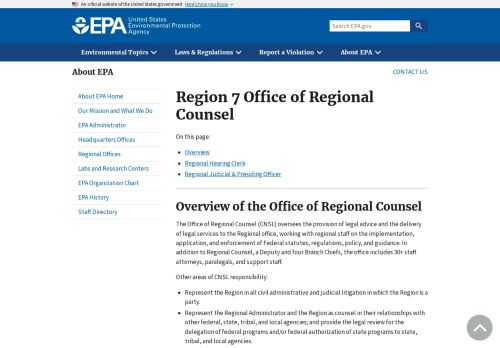 An official website of the United States government Here's how you know
EPA United States
Environmental Protection
Agency
Search EPA.gov
Environmental Topics Laws & Regulations Report a Violation About EPA
About EPA
CONTACT US
About EPA Home
Our Mission and What We Do
EPA Administrator
Headquarters Offices
Regional Offices
Labs and Research Centers
EPA Organization Chart
EPA History
Staff Directory
Region 7 Office of Regional
Counsel
On this page:
Overview
Regional Hearing Clerk
Regional Judicial & Presiding Officer
Overview of the Office of Regional Counsel
The Office of Regional Counsel (CNSL) oversees the provision of legal advice and the delivery
of legal services to the Regional office, working with regional staff on the implementation,
application, and enforcement of Federal statutes, regulations, policy, and guidance. In
addition to Regional Counsel, a Deputy and four Branch Chiefs, the office includes 30+ staff
attorneys, paralegals, and support staff.
Other areas of CNSL responsibility:
Represent the Region in all civil administrative and judicial litigation in which the Region is a
party.
Represent the Regional Administrator and the Region as counsel in their relationships with
other federal, state, tribal, and local agencies; and provide the legal review for the
delegation of federal programs and/or federal authorization of state programs to state,
tribal, and local agencies.